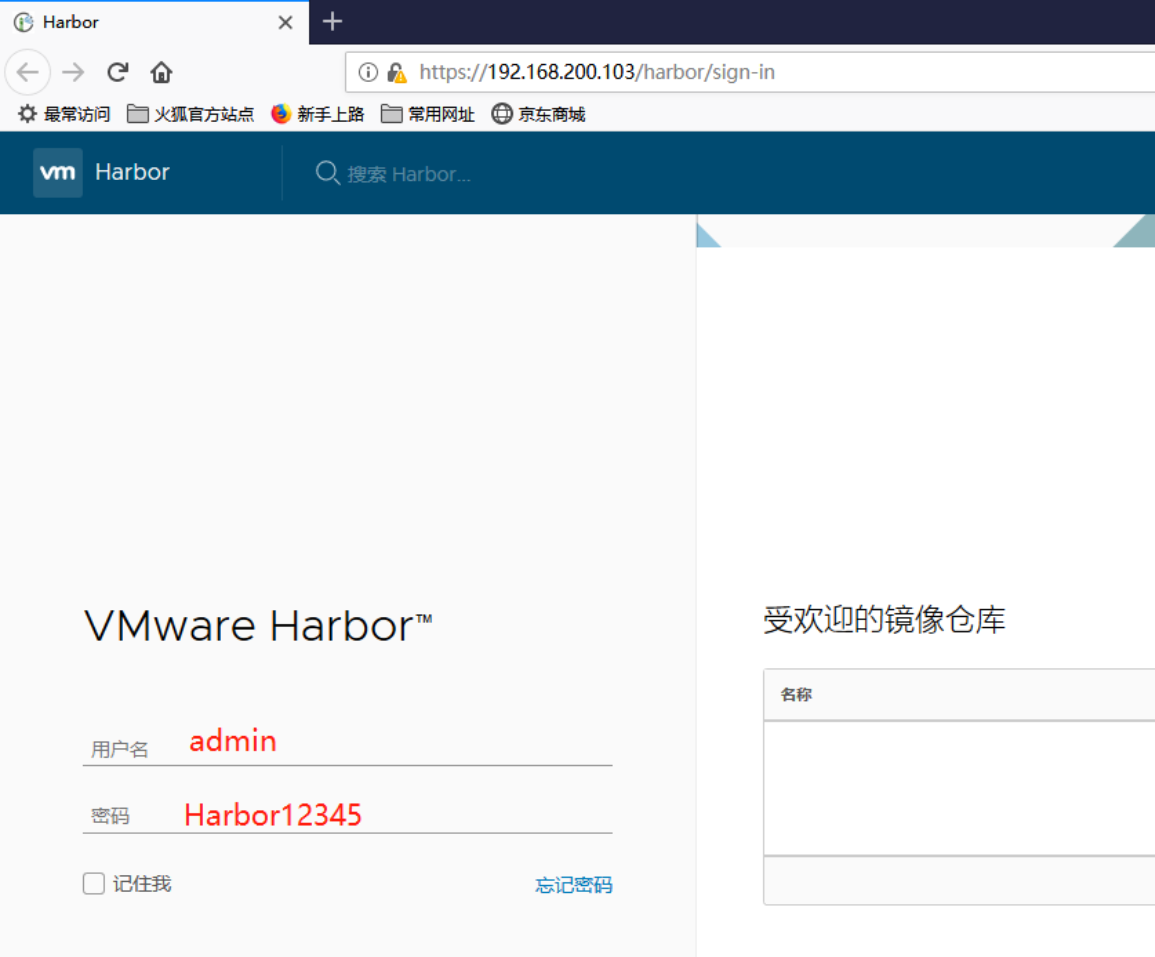 Harbor
https://192.168.200.103/harbor/sign-in
最常访问 火狐官方站点 新手上路 常用网址 京东商城
vm Harbor 搜索 Harbor...
VMware Harbor™
受欢迎的镜像仓库
名称
用户名 admin
密码 Harbor12345
记住我 忘记密码